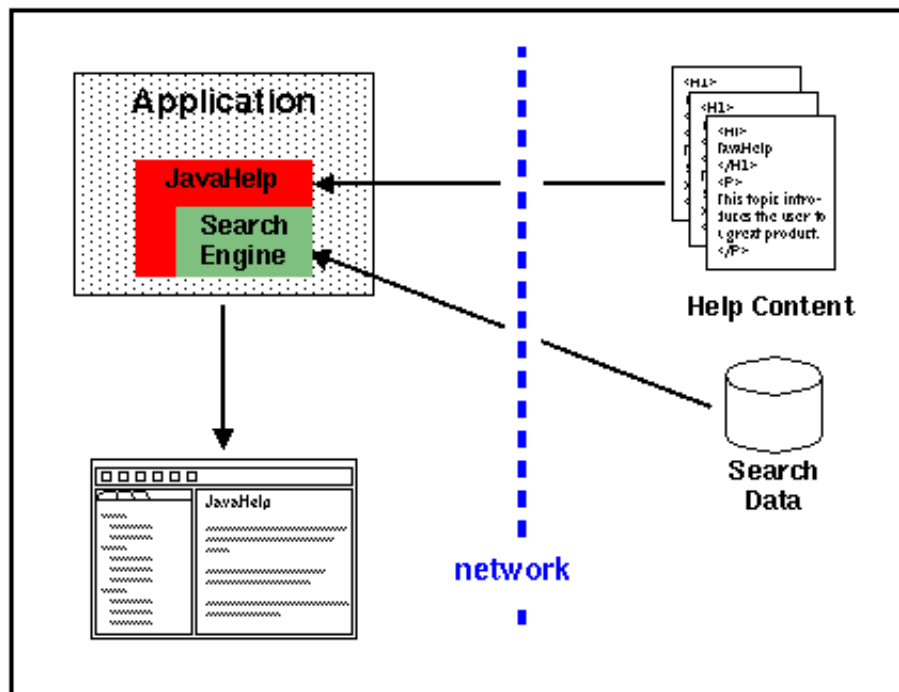 Application
JavaHelp
Search
Engine
<H1>
<H1>
<H1>
JavaHelp
</H1>
<P>
This topic intro-
duces the user to
a great product.
</P>
Help Content
Search
Data
JavaHelp
network